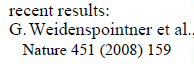 recent results:
G. Weidenspointner et al.,
Nature 451 (2008) 159